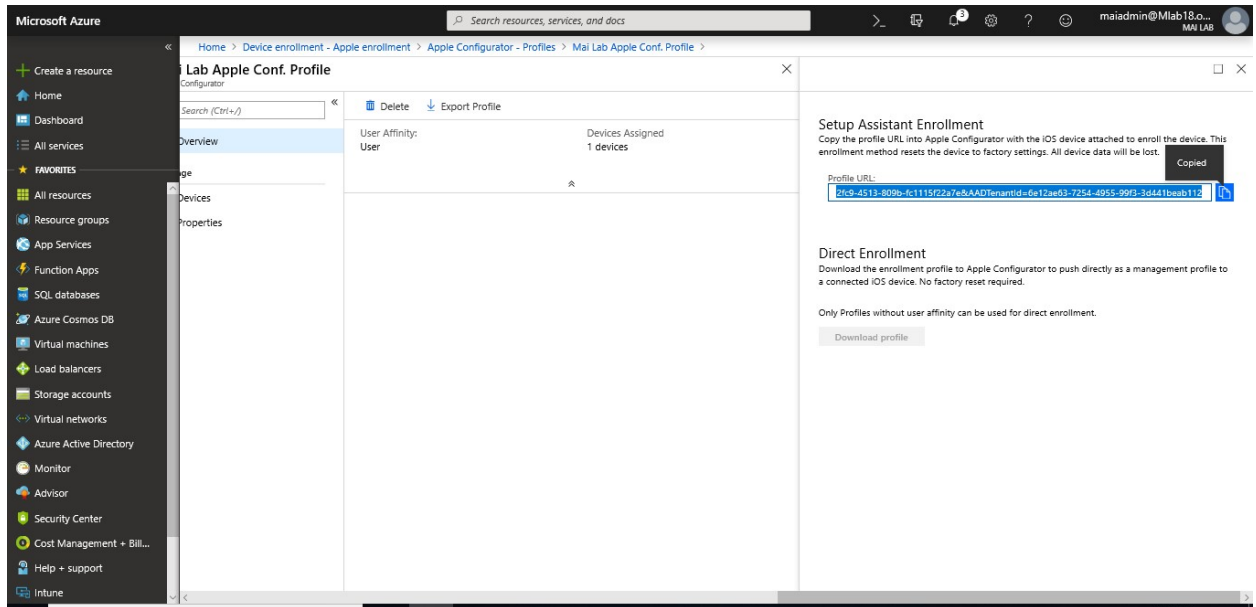 Microsoft Azure
Search resources, services, and docs
3
maiadmin@Mlab18.o...
MAI LAB
Home > Device enrollment - Apple enrollment > Apple Configurator - Profiles > Mai Lab Apple Conf. Profile >
Create a resource
Home
Dashboard
All services
FAVORITES
All resources
Resource groups
App Services
Function Apps
SQL databases
Azure Cosmos DB
Virtual machines
Load balancers
Storage accounts
Virtual networks
Azure Active Directory
Monitor
Advisor
Security Center
Cost Management + Bill...
Help + support
Intune
i Lab Apple Conf. Profile
Configurator
Search (Ctrl+/)
Overview
ge
Devices
Properties
Delete
Export Profile
User Affinity:
User
Devices Assigned
1 devices
Setup Assistant Enrollment
Copy the profile URL into Apple Configurator with the iOS device attached to enroll the device. This
enrollment method resets the device to factory settings. All device data will be lost.
Copied
Profile URL:
2fc9-4513-809b-fc1115f22a7e&AADTenantId=6e12ae63-7254-4955-99f3-3d441beab112
Direct Enrollment
Download the enrollment profile to Apple Configurator to push directly as a management profile to
a connected iOS device. No factory reset required.
Only Profiles without user affinity can be used for direct enrollment.
Download profile